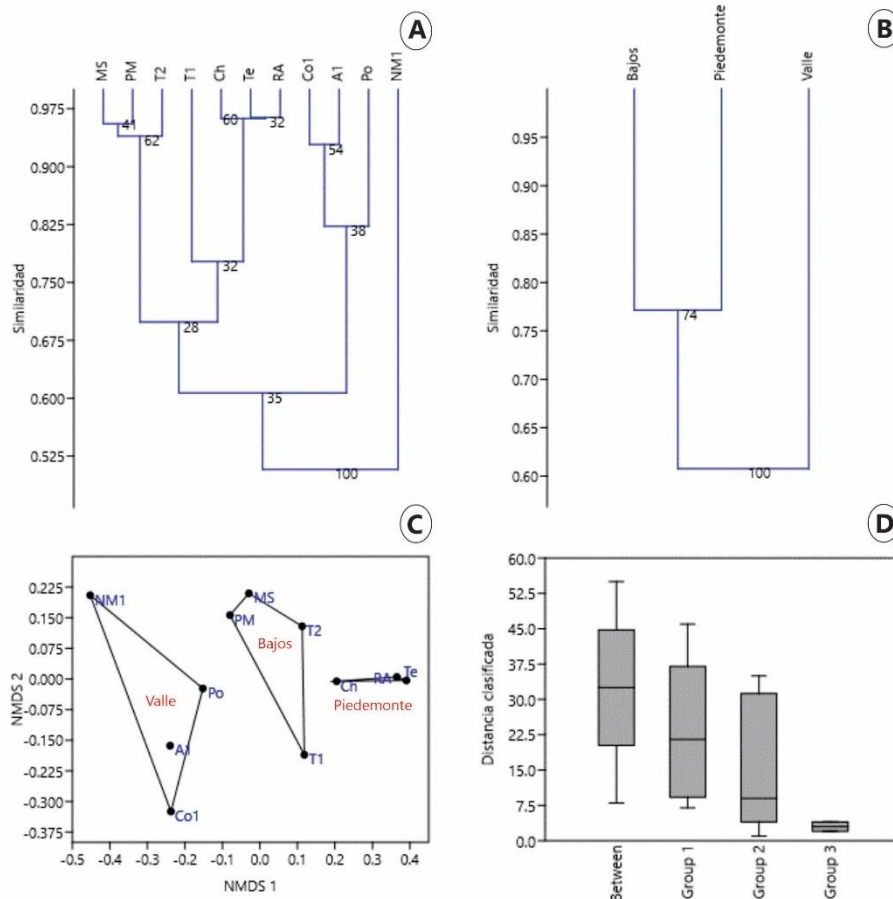 A
MS PM T2 T1 Ch Te RA Co1 A1 Po NM1
Similaridad
0.975
0.900
0.825
0.750
0.675
0.600
0.525
41
62
60
32
54
38
32
28
35
100
B
Bajos Piedemonte Valle
Similaridad
0.95
0.90
0.85
0.80
0.75
0.70
0.65
0.60
74
100
C
NMDS 2
0.225
0.150
0.075
0.000
-0.075
-0.150
-0.225
-0.300
-0.375
NM1
MS
PM
T2
Bajos
Te
RA
Ch
Po
Valle
Piedemonte
A1
T1
Co1
-0.5 -0.4 -0.3 -0.2 -0.1 0.0 0.1 0.2 0.3 0.4
NMDS 1
D
Distancia clasificada
60.0
52.5
45.0
37.5
30.0
22.5
15.0
7.5
0.0
Between Group 1 Group 2 Group 3